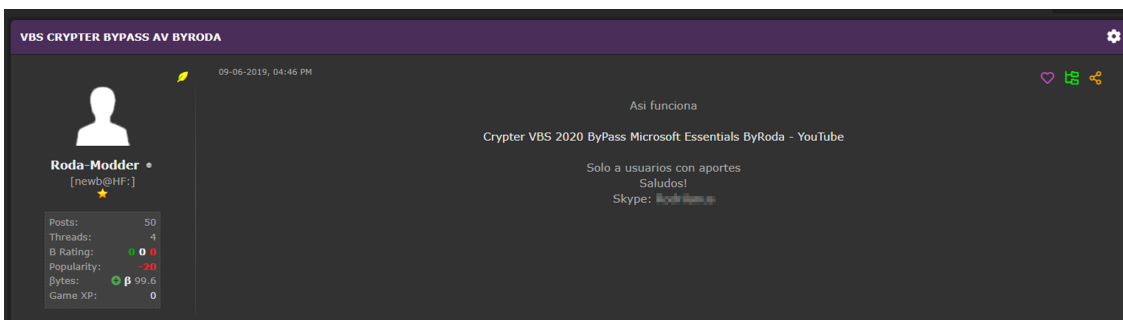 VBS CRYPTER BYPASS AV BYRODA
09-06-2019, 04:46 PM
Roda-Modder
[newb@HF:]
Posts: 50
Threads: 4
B Rating: 0 0 0
Popularity: -20
βytes: β 99.6
Game XP: 0
Asi funciona
Crypter VBS 2020 ByPass Microsoft Essentials ByRoda - YouTube
Solo a usuarios con aportes
Saludos!
Skype: